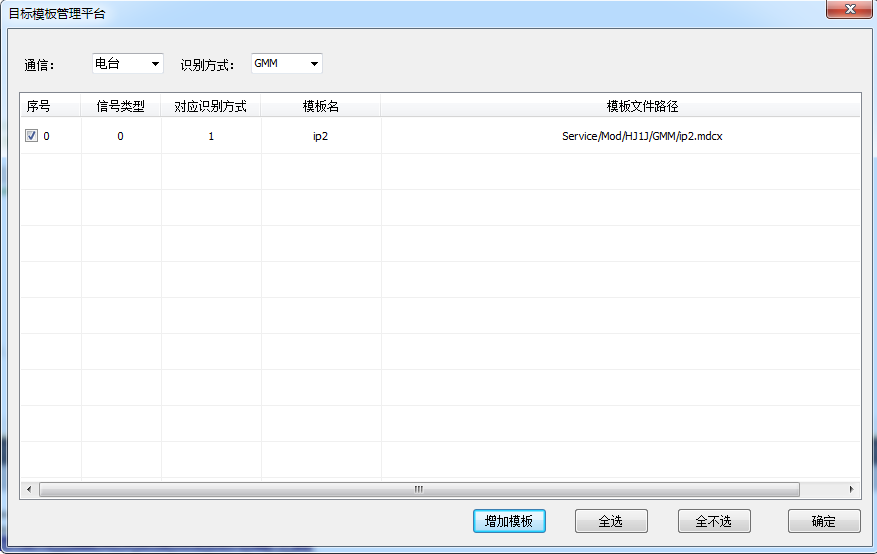 目标模板管理平台
通信： 电台 识别方式： GMM
序号 信号类型 对应识别方式 模板名 模板文件路径
0 0 1 ip2 Service/Mod/HJ1J/GMM/ip2.mdcx
增加模板 全选 全不选 确定